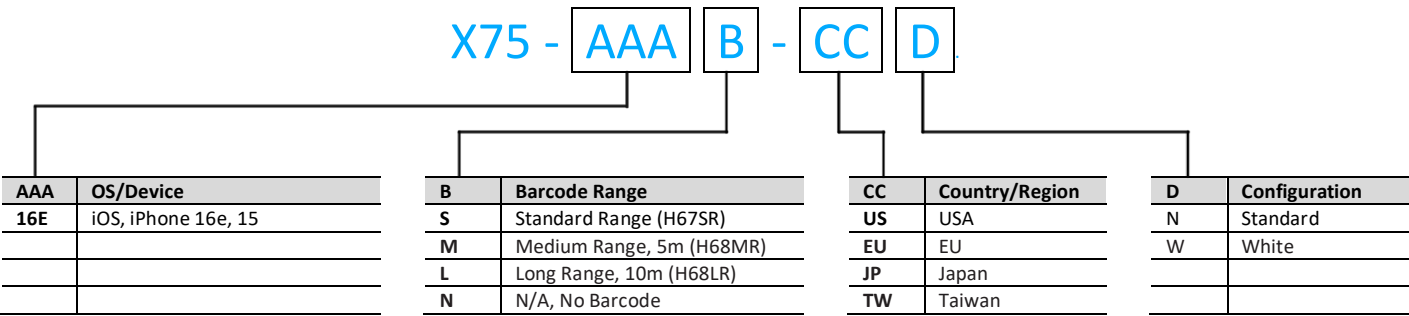 X75 - AAA B - CC D
AAA OS/Device
16E iOS, iPhone 16e, 15
B Barcode Range
S Standard Range (H67SR)
M Medium Range, 5m (H68MR)
L Long Range, 10m (H68LR)
N N/A, No Barcode
CC Country/Region
US USA
EU EU
JP Japan
TW Taiwan
D Configuration
N Standard
W White